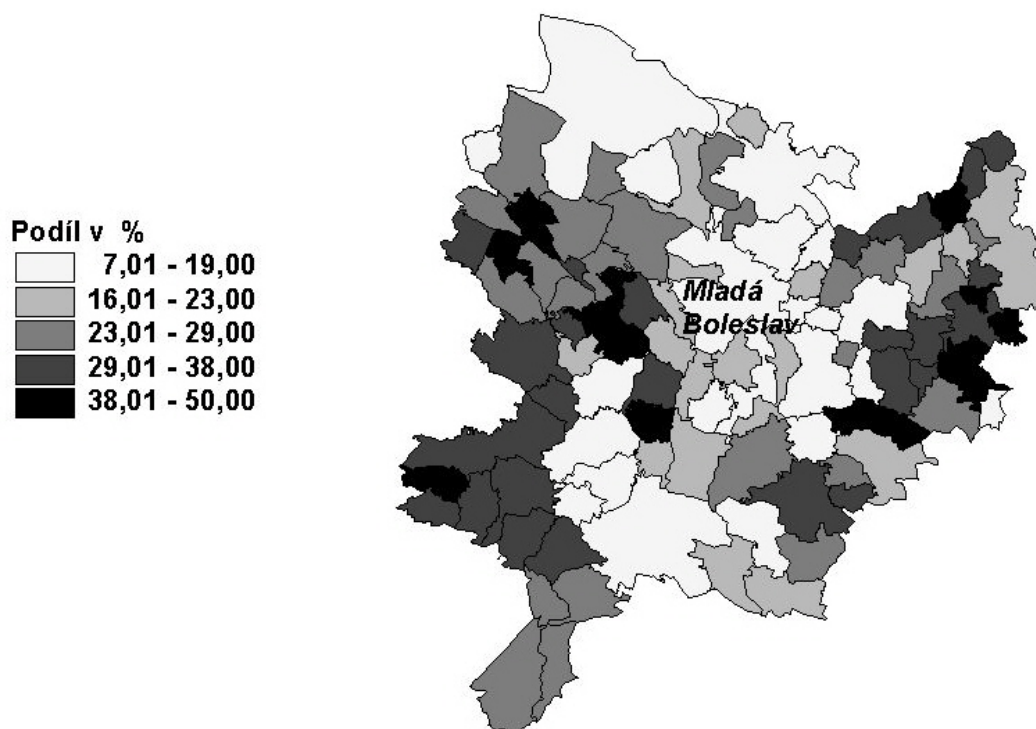 Podíl v %
7,01 - 19,00
16,01 - 23,00
23,01 - 29,00
29,01 - 38,00
38,01 - 50,00
Mladá
Boleslav